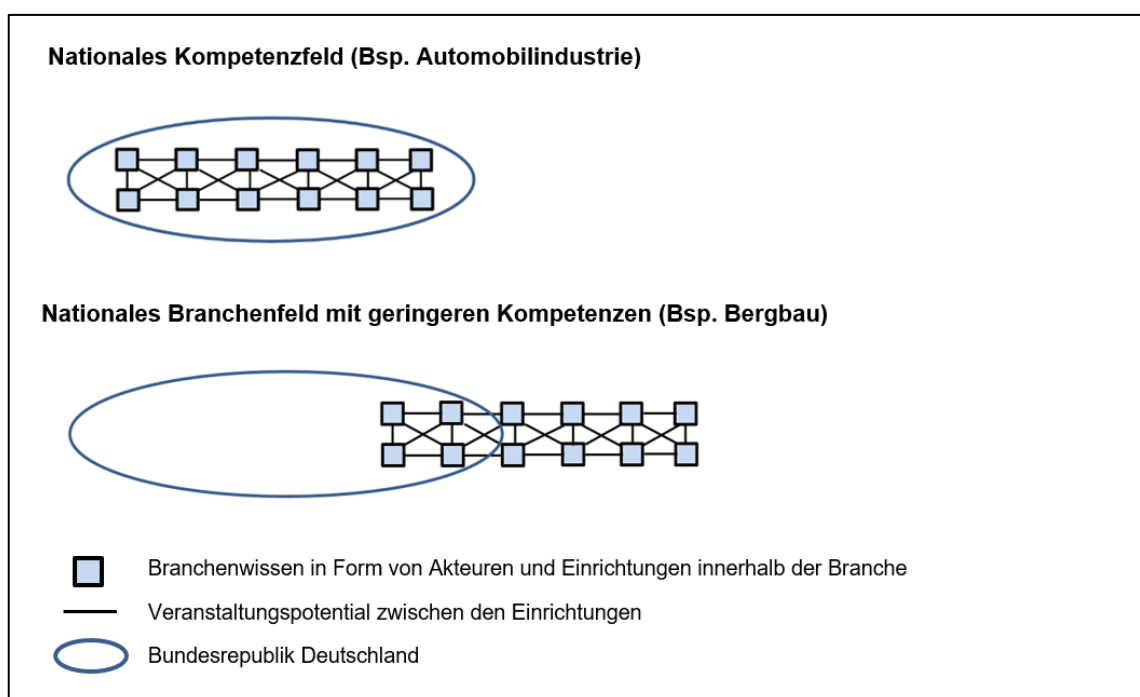 Nationales Kompetenzfeld (Bsp. Automobilindustrie)
Nationales Branchenfeld mit geringeren Kompetenzen (Bsp. Bergbau)
Branchenwissen in Form von Akteuren und Einrichtungen innerhalb der Branche
Veranstaltungspotential zwischen den Einrichtungen
Bundesrepublik Deutschland